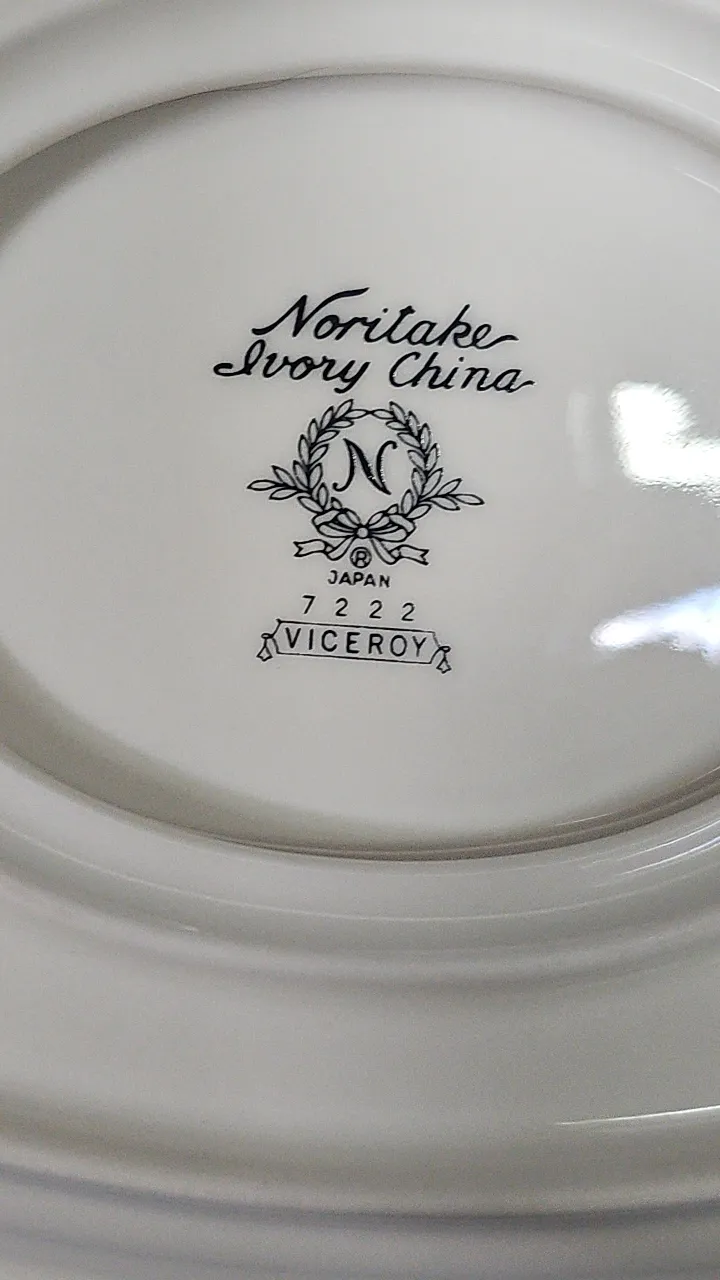 Noritake
Ivory China
N
®
JAPAN
7222
VICEROY